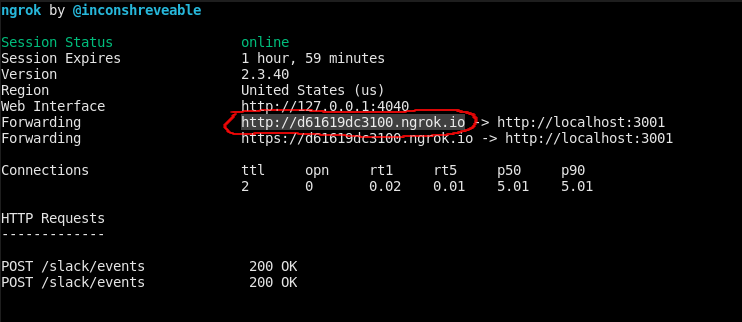 ngrok by @inconshreveable
Session Status online
Session Expires 1 hour, 59 minutes
Version 2.3.40
Region United States (us)
Web Interface http://127.0.0.1:4040
Forwarding http://d61619dc3100.ngrok.io -> http://localhost:3001
Forwarding https://d61619dc3100.ngrok.io -> http://localhost:3001
Connections ttl opn rt1 rt5 p50 p90
2 0 0.02 0.01 5.01 5.01
HTTP Requests
-------------
POST /slack/events 200 OK
POST /slack/events 200 OK